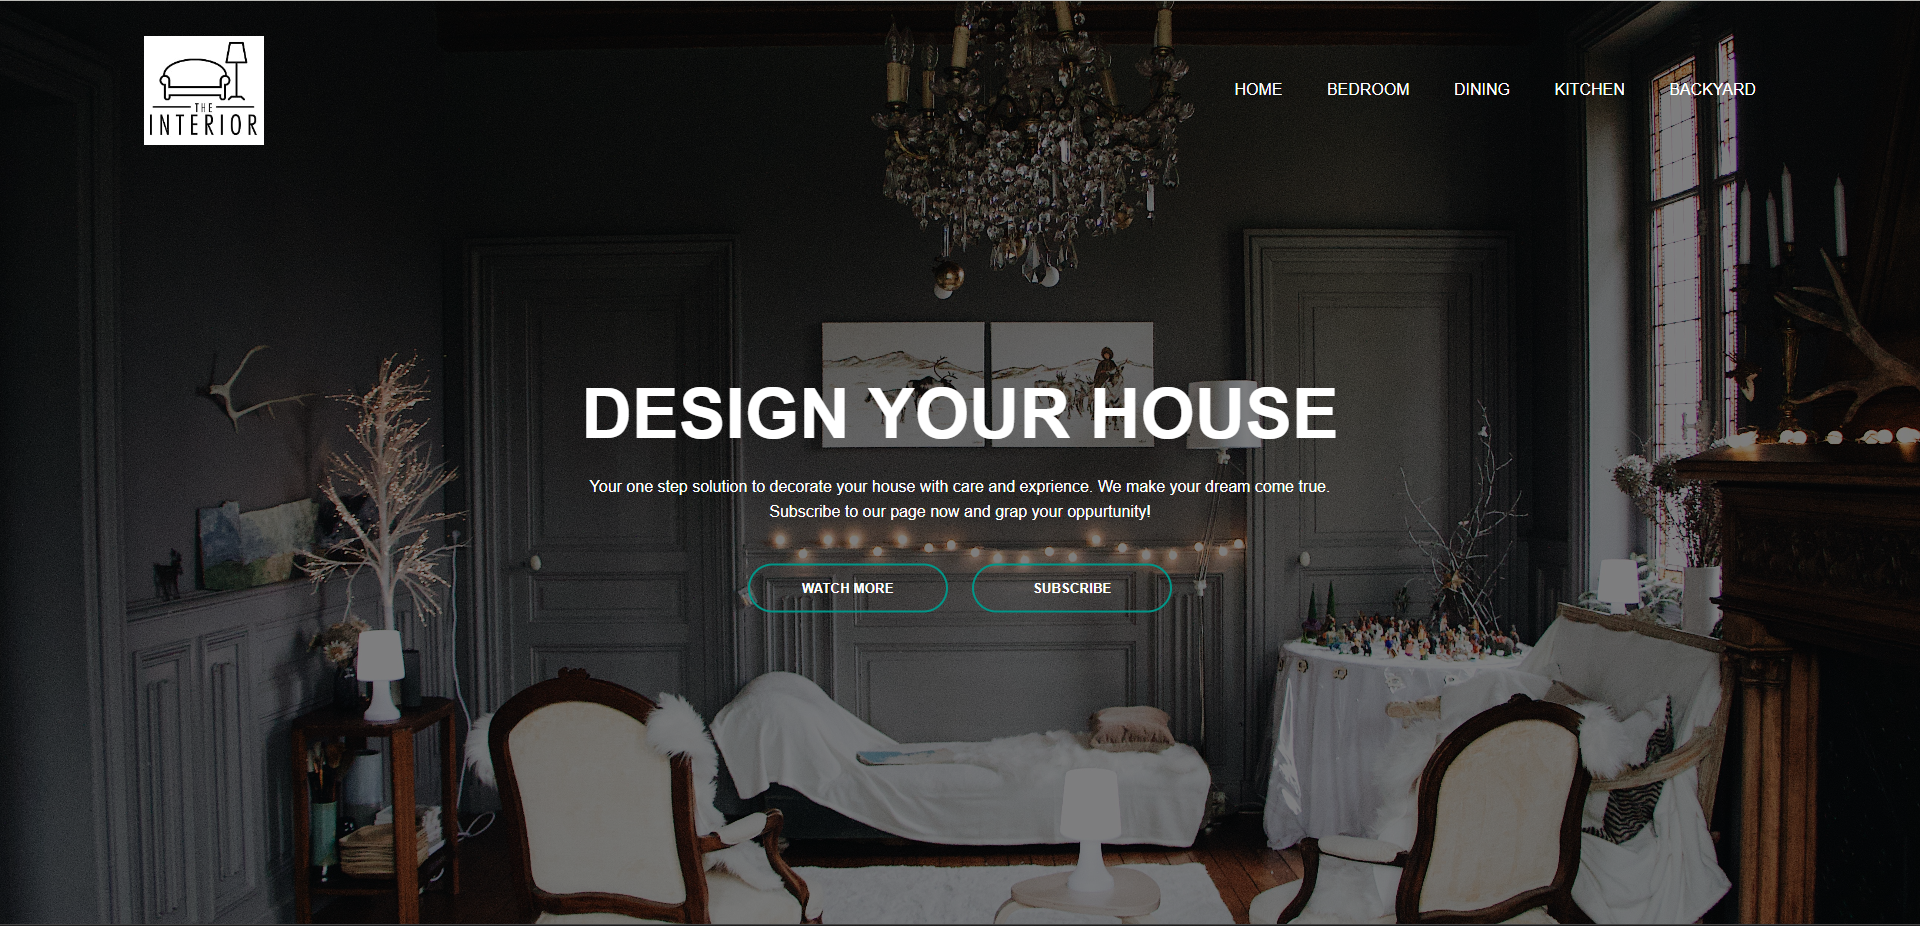 THE
INTERIOR
HOME BEDROOM DINING KITCHEN BACKYARD
DESIGN YOUR HOUSE
Your one step solution to decorate your house with care and exprience. We make your dream come true.
Subscribe to our page now and grap your oppurtunity!
WATCH MORE SUBSCRIBE